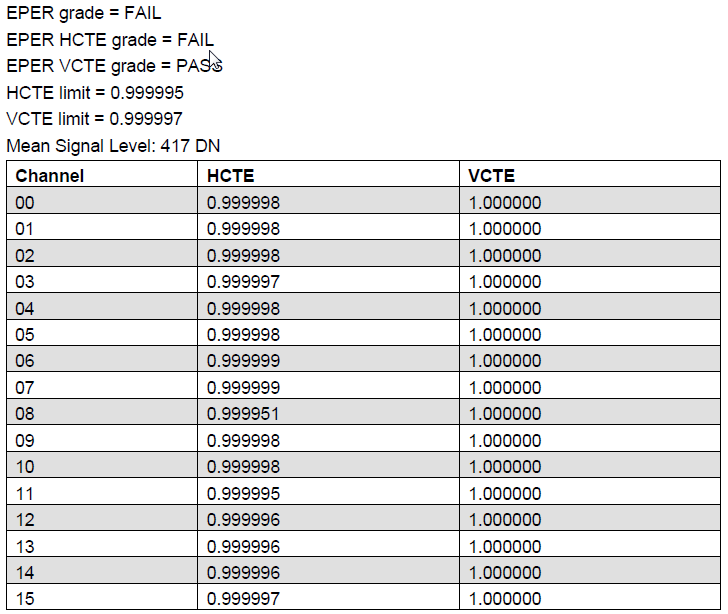 EPER grade = FAIL
EPER HCTE grade = FAIL
EPER VCTE grade = PASS
HCTE limit = 0.999995
VCTE limit = 0.999997
Mean Signal Level: 417 DN
Channel HCTE VCTE
00 0.999998 1.000000
01 0.999998 1.000000
02 0.999998 1.000000
03 0.999997 1.000000
04 0.999998 1.000000
05 0.999998 1.000000
06 0.999999 1.000000
07 0.999999 1.000000
08 0.999951 1.000000
09 0.999998 1.000000
10 0.999998 1.000000
11 0.999995 1.000000
12 0.999996 1.000000
13 0.999996 1.000000
14 0.999996 1.000000
15 0.999997 1.000000